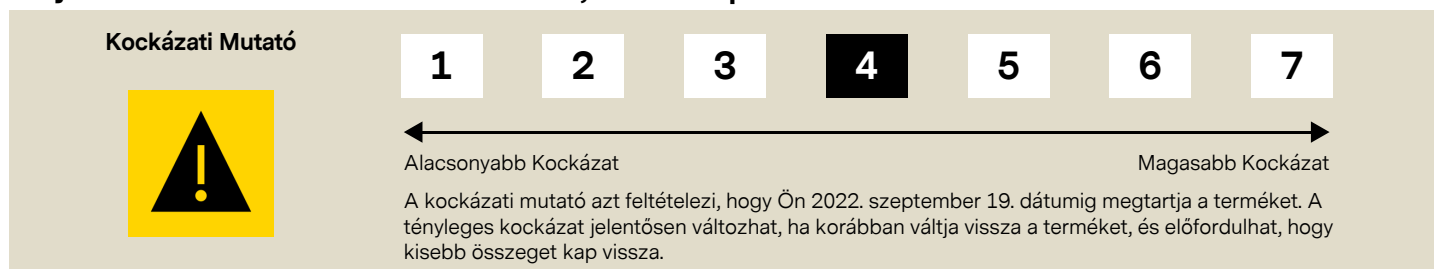 Kockázati Mutató
1 2 3 4 5 6 7
Alacsonyabb Kockázat Magasabb Kockázat
A kockázati mutató azt feltételezi, hogy Ön 2022. szeptember 19. dátumig megtartja a terméket. A
tényleges kockázat jelentősen változhat, ha korábban váltja vissza a terméket, és előfordulhat, hogy
kisebb összeget kap vissza.